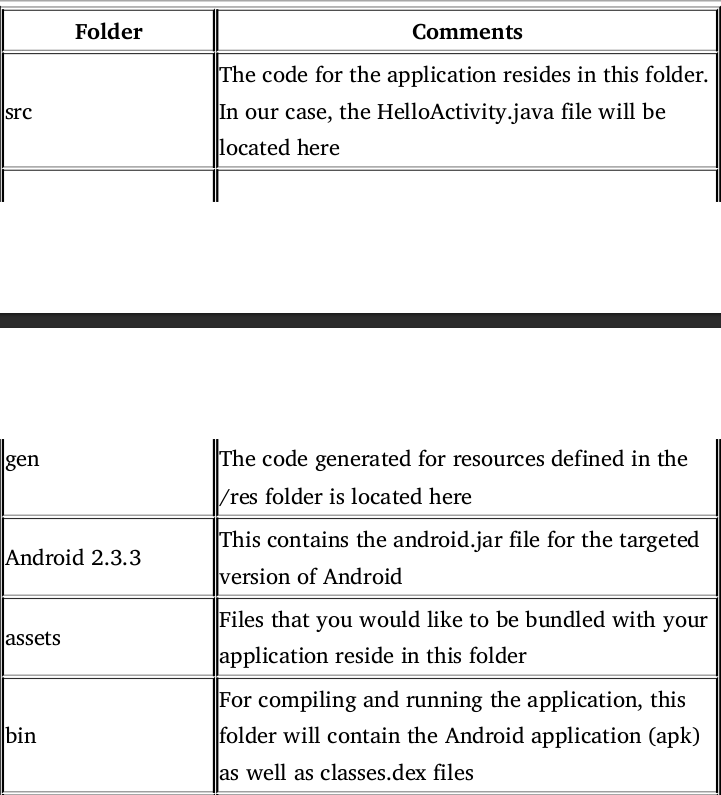 Folder Comments
src
The code for the application resides in this folder.
In our case, the HelloActivity.java file will be
located here
gen
The code generated for resources defined in the
/res folder is located here
Android 2.3.3
This contains the android.jar file for the targeted
version of Android
assets
Files that you would like to be bundled with your
application reside in this folder
bin
For compiling and running the application, this
folder will contain the Android application (apk)
as well as classes.dex files